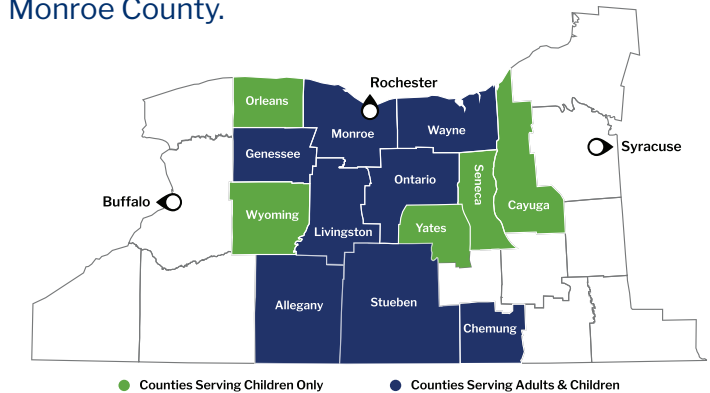 Monroe County.
Rochester
Orleans
Monroe
Wayne
Genessee
Syracuse
Ontario
Seneca
Buffalo
Wyoming
Cayuga
Livingston
Yates
Allegany
Stueben
Chemung
Counties Serving Children Only
Counties Serving Adults & Children